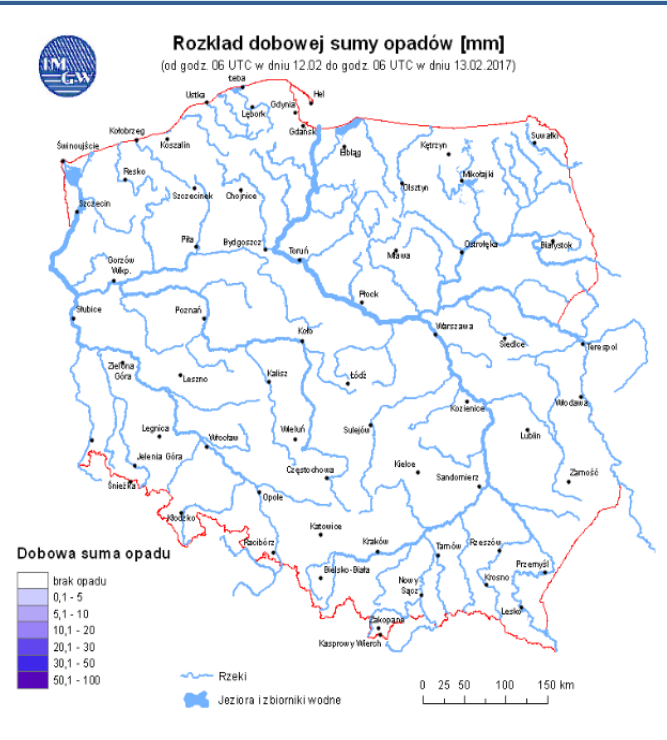 IM
GW
Rozkład dobowej sumy opadów [mm]
(od godz. 06 UTC w dniu 12.02 do godz. 06 UTC w dniu 13.02.2017)
Łeba
Hel
Ustka
Gdynia
Lębork
Gdańsk
Suwałki
Kołobrzeg
Koszalin
Świnoujście
Elbląg
Kętrzyn
Resko
Mikołajki
Szczecinek
Chojnice
Olsztyn
Szczecin
Piła
Bydgoszcz
Toruń
Mława
Ostrołęka
Białystok
Gorzów
Wlkp.
Płock
Słubice
Poznań
Koło
Warszawa
Siedlce
Terespol
Zielona
Góra
Leszno
Kalisz
Łódź
Kozienice
Włodawa
Legnica
Wrocław
Wieluń
Sulejów
Lublin
Jelenia Góra
Częstochowa
Kielce
Sandomierz
Zamość
Śnieżka
Opole
Kłodzko
Katowice
Racibórz
Kraków
Tarnów
Rzeszów
Przemyśl
Bielsko-Biała
Nowy
Sącz
Krosno
Lesko
Zakopane
Kasprowy Wierch
Dobowa suma opadu
brak opadu
0,1 - 5
5,1 - 10
10,1 - 20
20,1 - 30
30,1 - 50
50,1 - 100
Rzeki
Jeziora i zbiorniki wodne
0 25 50 100 150 km